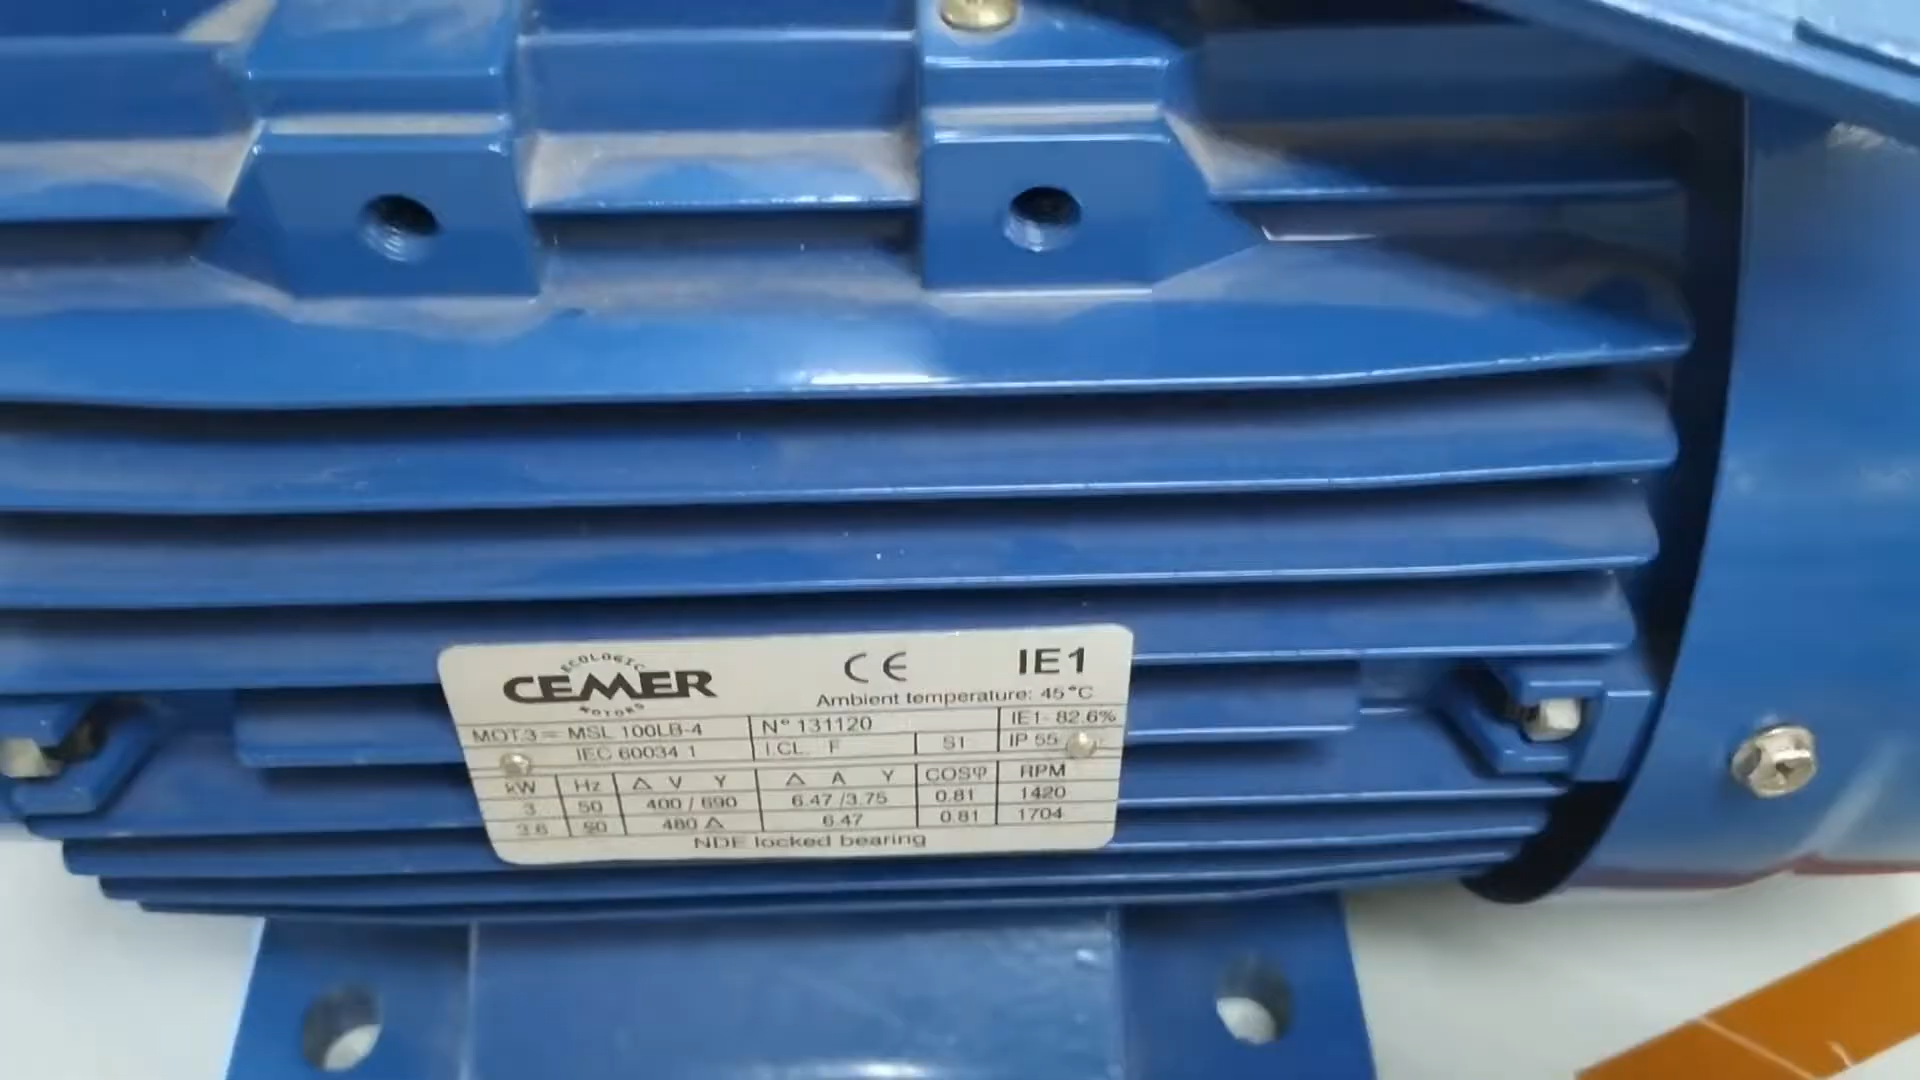 ECOLOGIC
CEMER
MOTORS
CE IE1
Ambient temperature: 45°C
MOT.3 MSL 100LB-4 N° 131120 IE1- 82.6%
IEC 60034 1 I.CL. F S1 IP 55
kW Hz Δ V Y Δ A Y COSφ RPM
3 50 400 / 690 6.47 /3.75 0.81 1420
3.6 60 480 Δ 6.47 0.81 1704
NDE locked bearing